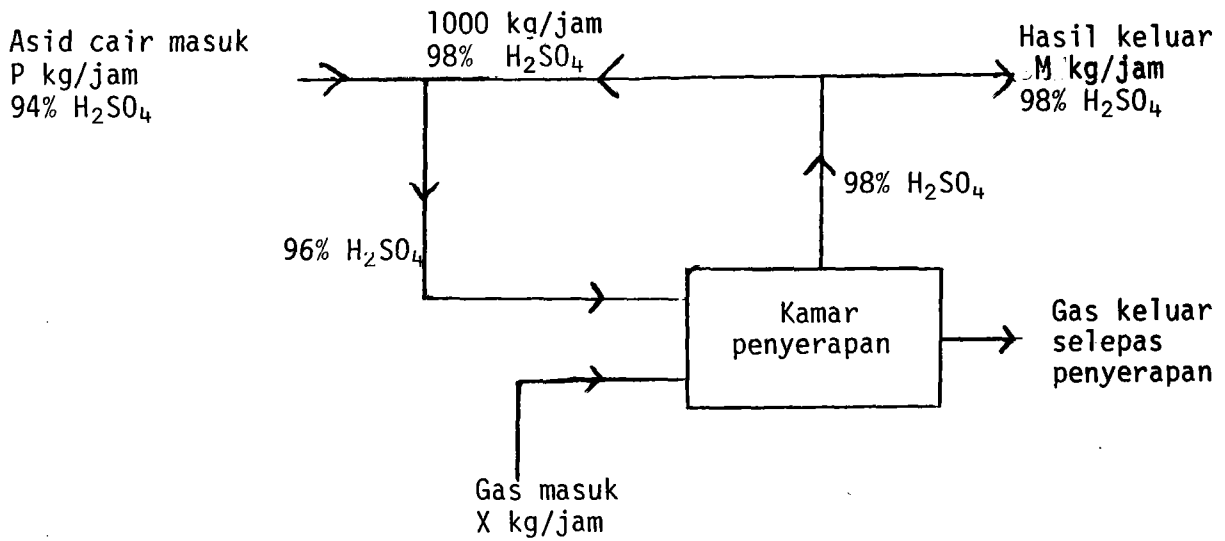 Asid cair masuk
P kg/jam
94% H₂SO₄
1000 kg/jam
98% H₂SO₄
Hasil keluar
M kg/jam
98% H₂SO₄
98% H₂SO₄
96% H₂SO₄
Kamar
penyerapan
Gas keluar
selepas
penyerapan
Gas masuk
X kg/jam